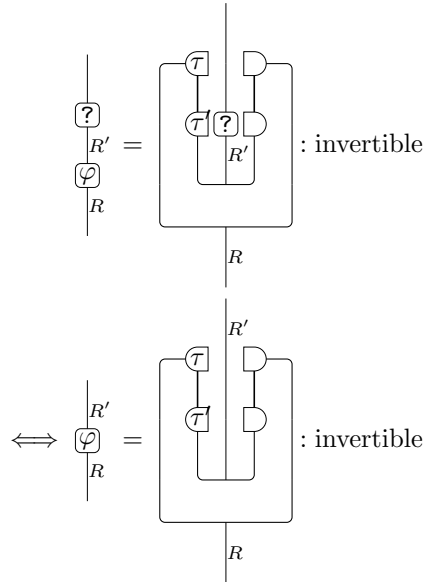 τ
? τ′ ?
R′ = R′ : invertible
φ
R
R
R′
τ
R′ τ′
⟺ φ = : invertible
R
R